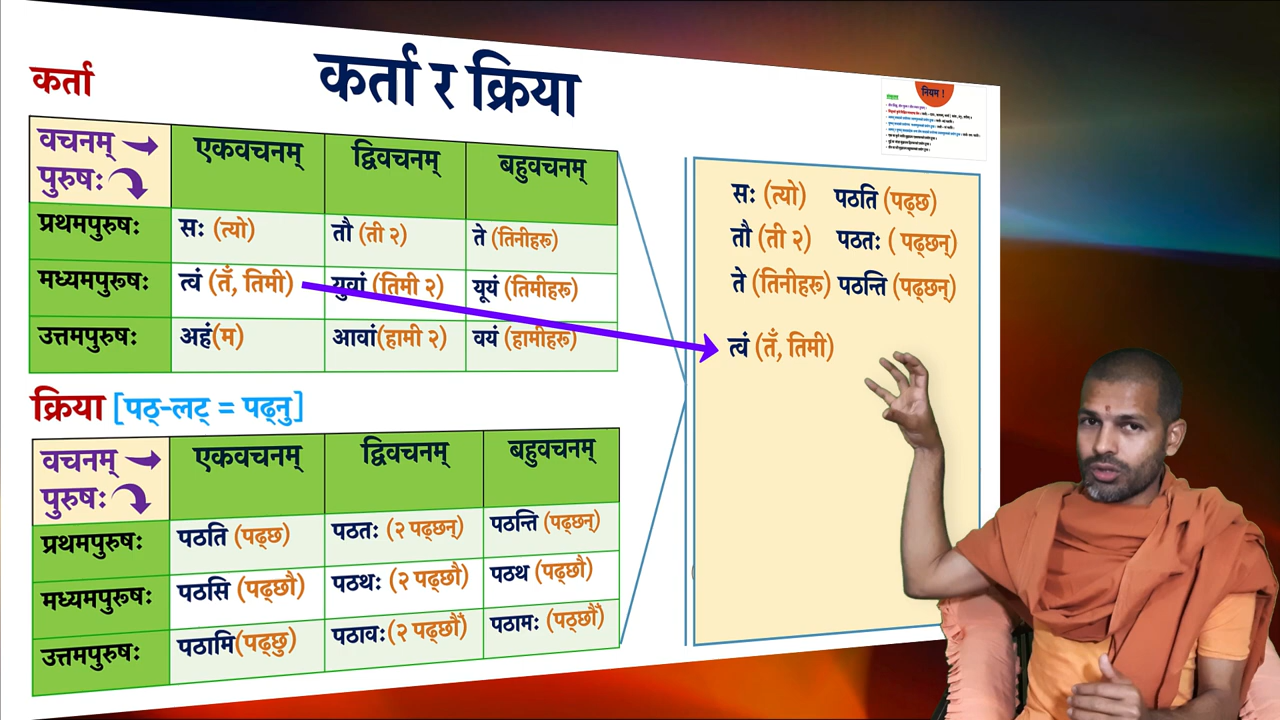 कर्ता र क्रिया
कर्ता
वचनम् एकवचनम् द्विवचनम् बहुवचनम्
पुरुषः
प्रथमपुरुषः सः (त्यो) तौ (ती २) ते (तिनीहरू)
मध्यमपुरूषः त्वं (तँ, तिमी) युवां (तिमी २) यूयं (तिमीहरू)
उत्तमपुरुषः अहं(म) आवां(हामी २) वयं (हामीहरू)
क्रिया [पठ्-लट् = पढ्नु]
वचनम् एकवचनम् द्विवचनम् बहुवचनम्
पुरुषः
प्रथमपुरुषः पठति (पढ्छ) पठतः (२ पढ्छन्) पठन्ति (पढ्छन्)
मध्यमपुरूषः पठसि (पढ्छौ) पठथः (२ पढ्छौ) पठथ (पढ्छौ)
उत्तमपुरुषः पठामि(पढ्छु) पठावः(२ पढ्छौँ) पठामः (पठ्छौँ)
नियम !
सः (त्यो) पठति (पढ्छ)
तौ (ती २) पठतः ( पढ्छन्)
ते (तिनीहरू) पठन्ति (पढ्छन्)
त्वं (तँ, तिमी)